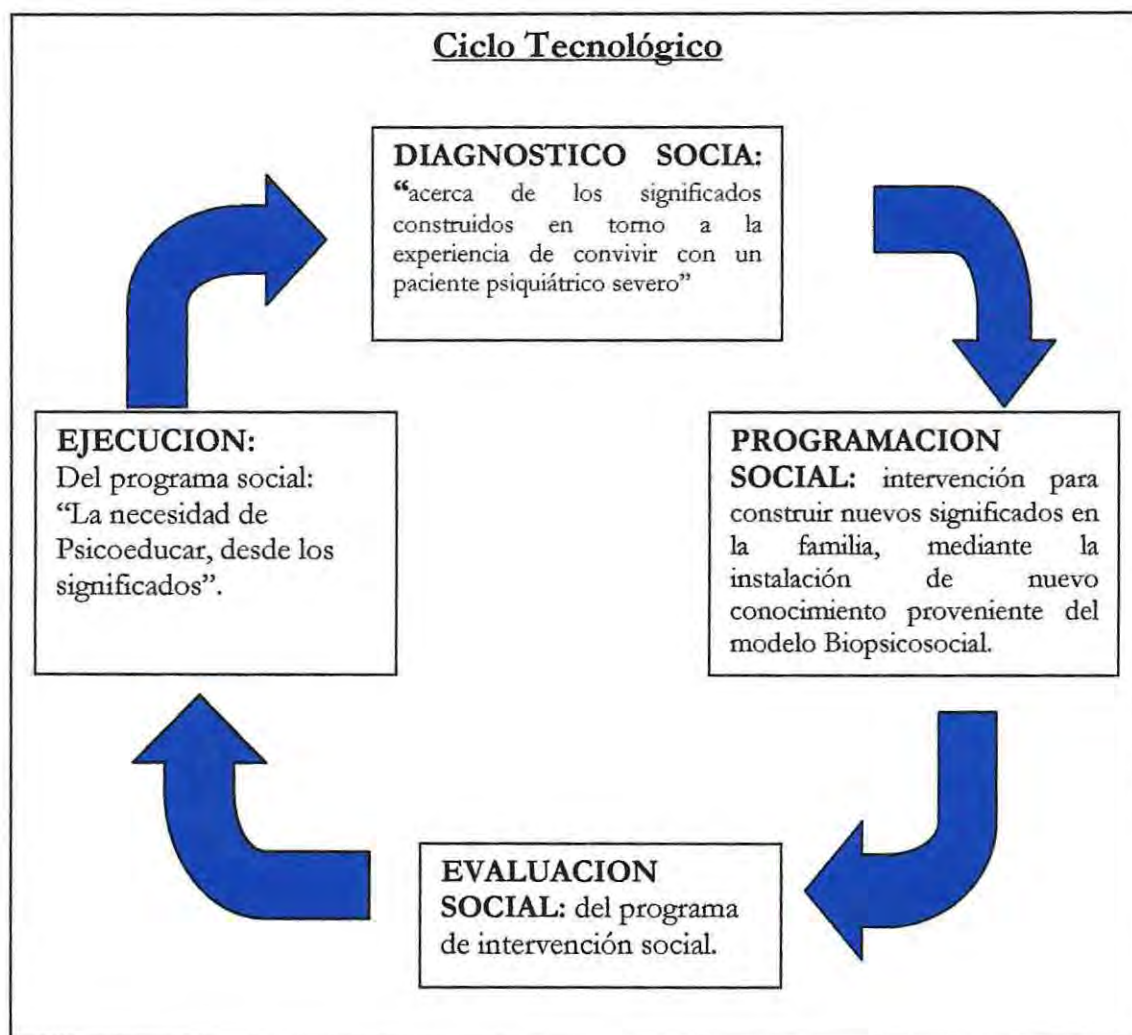 Ciclo Tecnológico
DIAGNOSTICO SOCIA:
“acerca de los significados
construidos en torno a la
experiencia de convivir con un
paciente psiquiátrico severo”
PROGRAMACION
SOCIAL: intervención para
construir nuevos significados en
la familia, mediante la
instalación de nuevo
conocimiento proveniente del
modelo Biopsicosocial.
EVALUACION
SOCIAL: del programa
de intervención social.
EJECUCION:
Del programa social:
“La necesidad de
Psicoeducar, desde los
significados”.